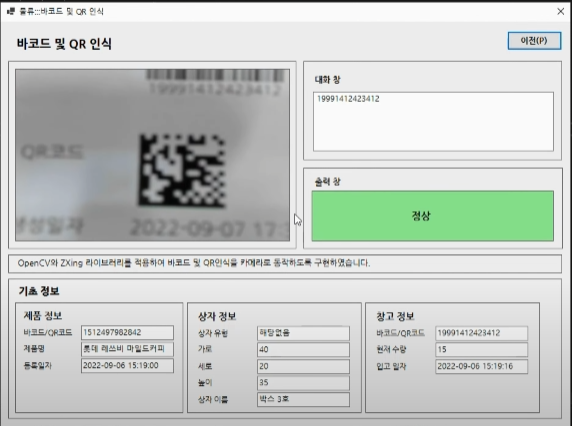 물류:::바코드 및 QR 인식
바코드 및 QR 인식
이전(P)
19991412423412
QR코드
생성일자 2022-09-07 17:3
대화 창
19991412423412
출력 창
정상
OpenCV와 ZXing 라이브러리를 적용하여 바코드 및 QR인식을 카메라로 동작하도록 구현하였습니다.
기초 정보
제품 정보
바코드/QR코드 1512497982842
제품명 롯데 레쓰비 마일드커피
등록일자 2022-09-06 15:19:00
상자 정보
상자 유형 해당없음
가로 40
세로 20
높이 35
상자 이름 박스 3호
창고 정보
바코드/QR코드 19991412423412
현재 수량 15
입고 일자 2022-09-06 15:19:16